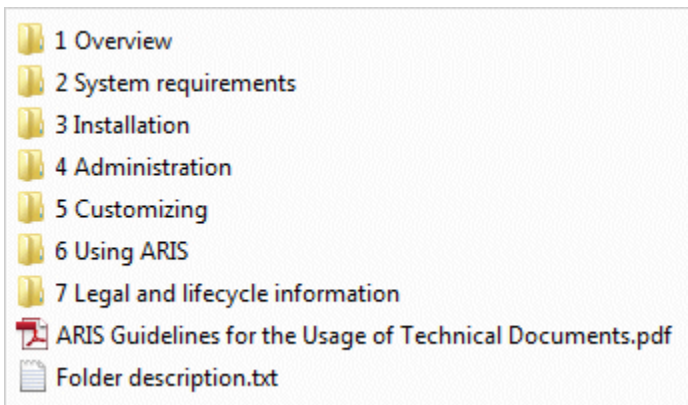 1 Overview
2 System requirements
3 Installation
4 Administration
5 Customizing
6 Using ARIS
7 Legal and lifecycle information
ARIS Guidelines for the Usage of Technical Documents.pdf
Folder description.txt